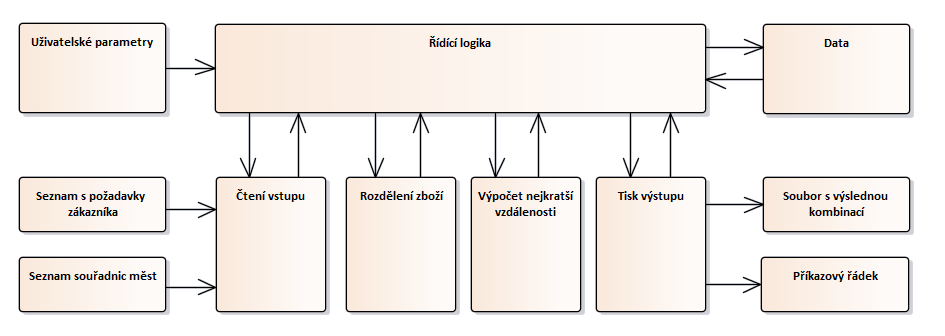 Uživatelské parametry
Řídící logika
Data
Seznam s požadavky
zákazníka
Čtení vstupu
Rozdělení zboží
Výpočet nejkratší
vzdálenosti
Tisk výstupu
Soubor s výslednou
kombinací
Seznam souřadnic měst
Příkazový řádek